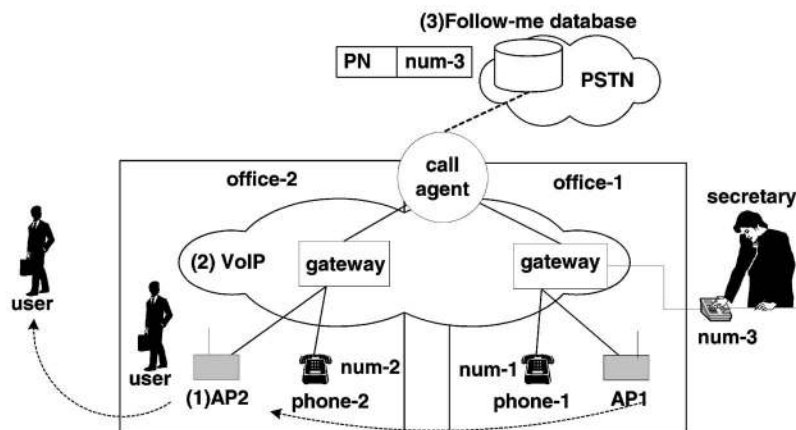 (3)Follow-me database
PN num-3
PSTN
call
agent
office-2
office-1
secretary
(2) VoIP
gateway
gateway
user
user
num-3
num-2
num-1
(1)AP2
phone-2
phone-1
AP1